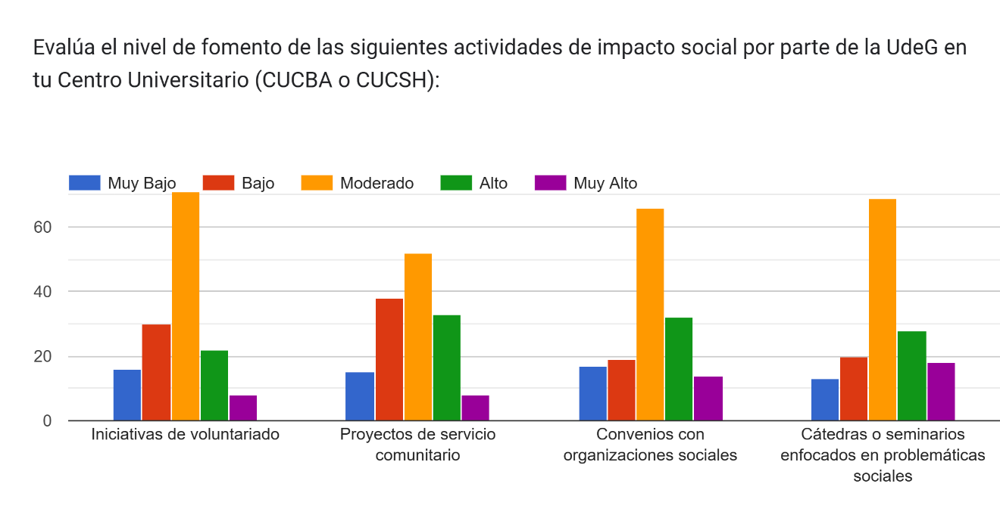 Evalúa el nivel de fomento de las siguientes actividades de impacto social por parte de la UdeG en
tu Centro Universitario (CUCBA o CUCSH):
Muy Bajo Bajo Moderado Alto Muy Alto
60
40
20
0
Iniciativas de voluntariado Proyectos de servicio Convenios con Cátedras o seminarios
comunitario organizaciones sociales enfocados en problemáticas
sociales